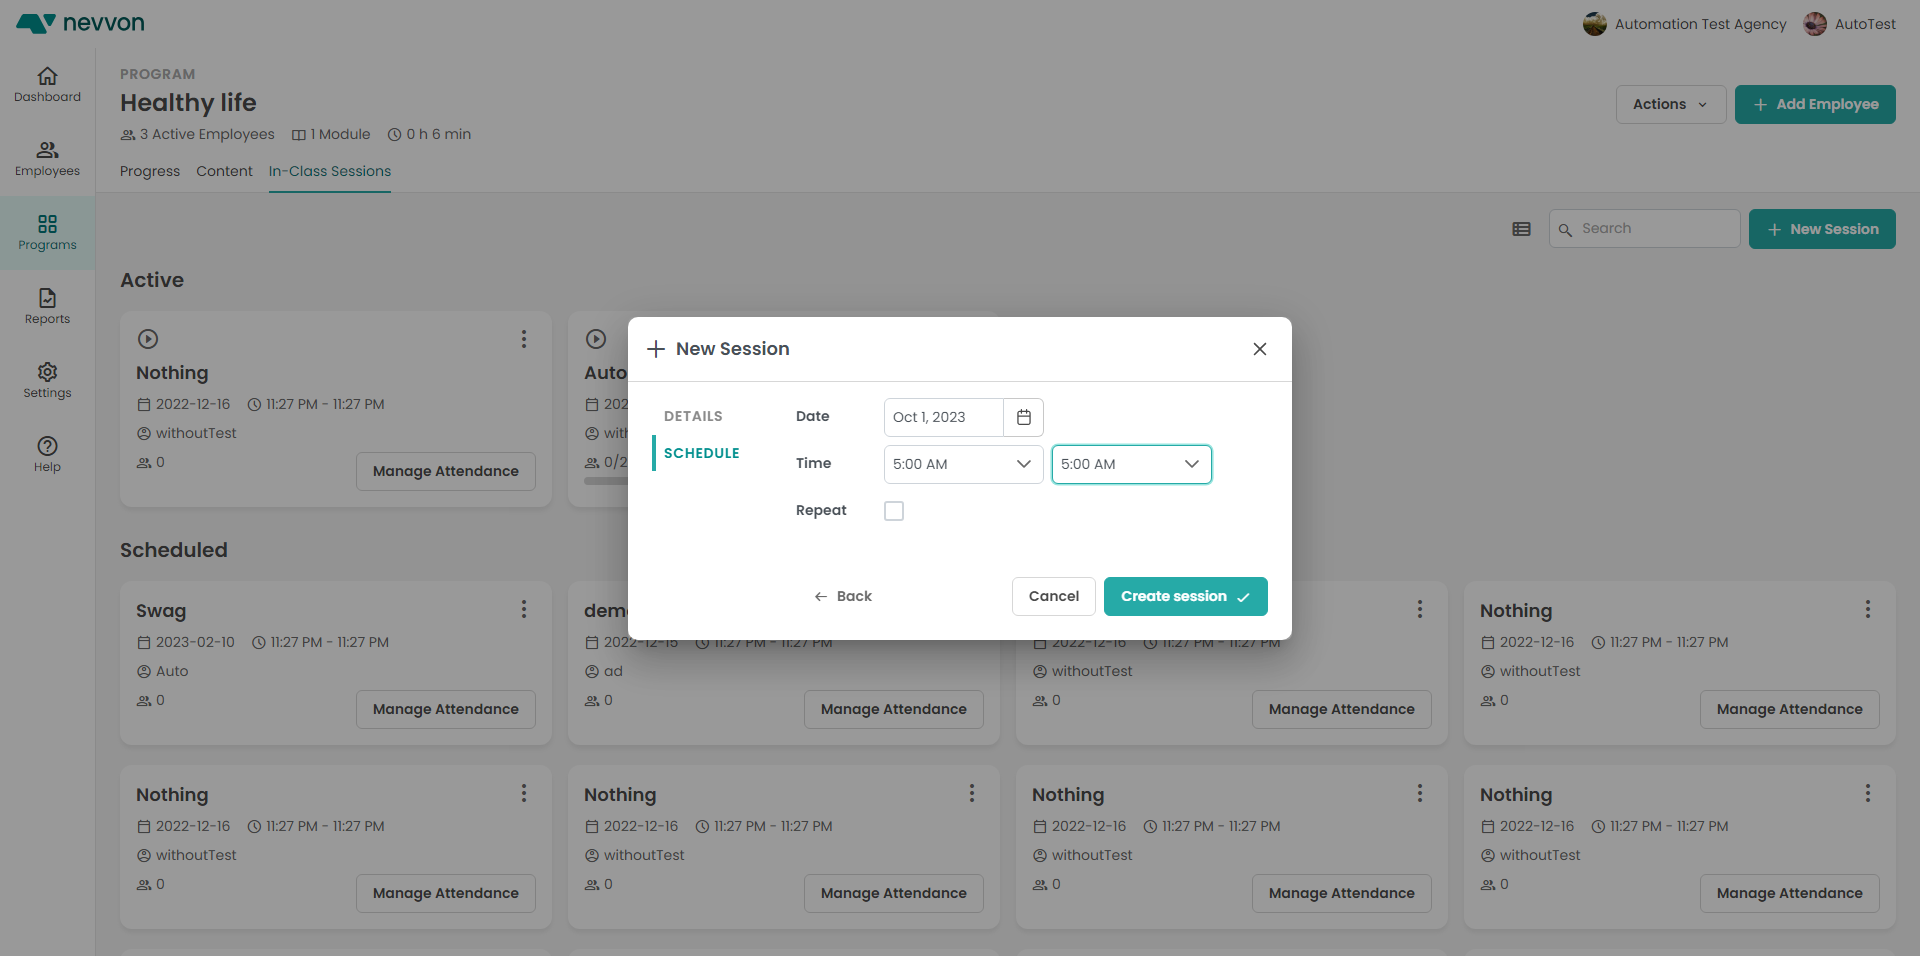 nevvon
Automation Test Agency
AutoTest
Dashboard
Employees
Programs
Reports
Settings
Help
PROGRAM
Healthy life
3 Active Employees
1 Module
0 h 6 min
Actions
Add Employee
Progress
Content
In-Class Sessions
Search
New Session
Active
Nothing
2022-12-16
11:27 PM - 11:27 PM
withoutTest
0
Manage Attendance
Auto
202
with
0/2
New Session
DETAILS
SCHEDULE
Date
Oct 1, 2023
Time
5:00 AM
5:00 AM
Repeat
Back
Cancel
Create session
Scheduled
Swag
2023-02-10
11:27 PM - 11:27 PM
Auto
0
Manage Attendance
dem
2022-12-15
11:27 PM - 11:27 PM
ad
0
Manage Attendance
2022-12-16
11:27 PM - 11:27 PM
withoutTest
0
Manage Attendance
Nothing
2022-12-16
11:27 PM - 11:27 PM
withoutTest
0
Manage Attendance
Nothing
2022-12-16
11:27 PM - 11:27 PM
withoutTest
0
Manage Attendance
Nothing
2022-12-16
11:27 PM - 11:27 PM
withoutTest
0
Manage Attendance
Nothing
2022-12-16
11:27 PM - 11:27 PM
withoutTest
0
Manage Attendance
Nothing
2022-12-16
11:27 PM - 11:27 PM
withoutTest
0
Manage Attendance